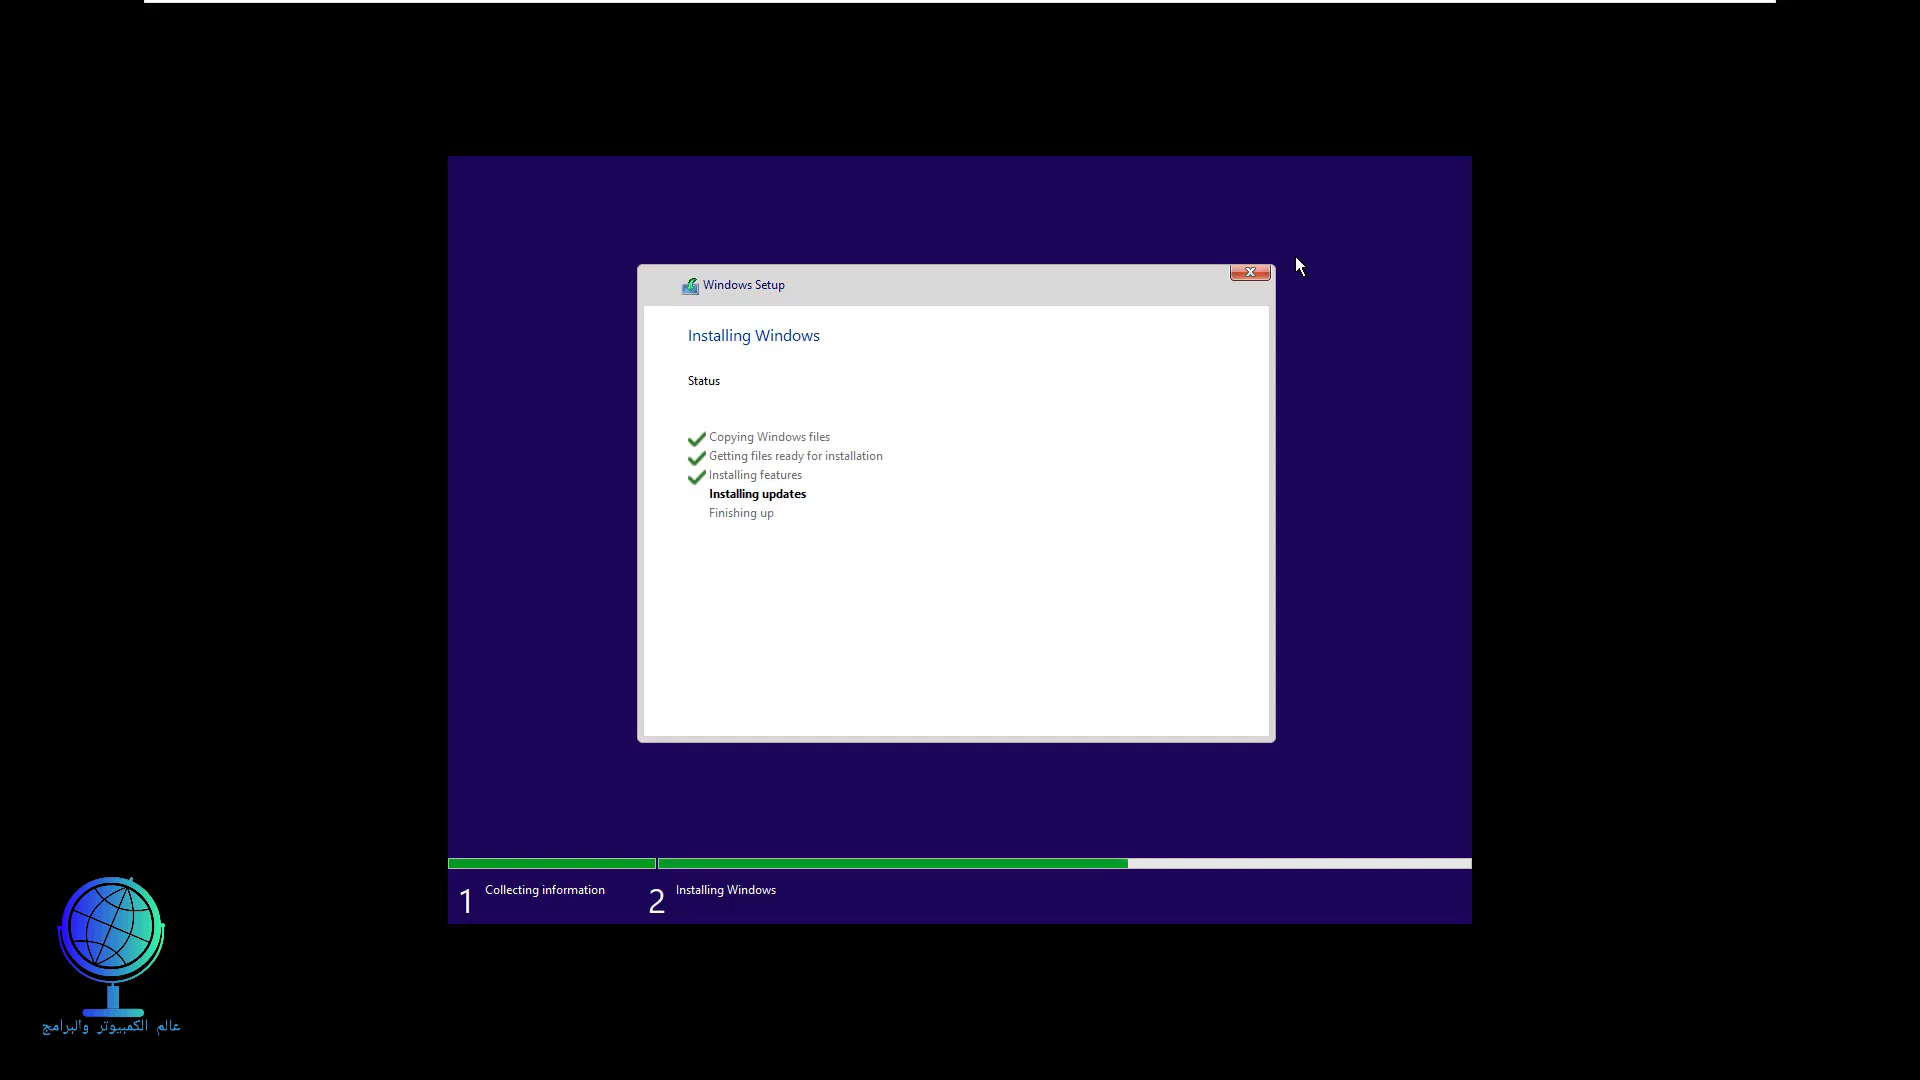 Windows Setup
Installing Windows
Status
Copying Windows files
Getting files ready for installation
Installing features
Installing updates
Finishing up
1 Collecting information
2 Installing Windows
عالم الكمبيوتر والبرامج